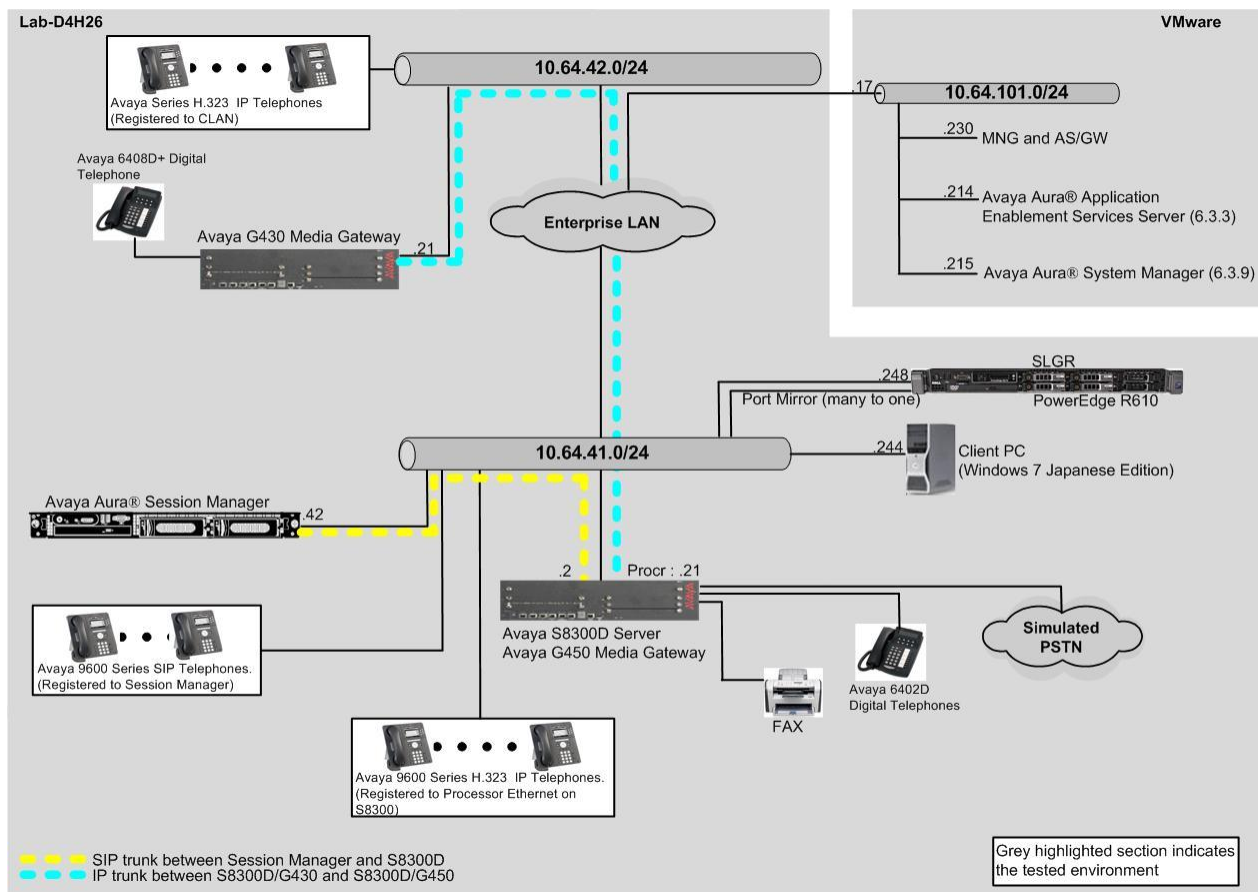 Lab-D4H26
VMware
10.64.42.0/24
Avaya Series H.323 IP Telephones
(Registered to CLAN)
.17
10.64.101.0/24
.230
MNG and AS/GW
Avaya 6408D+ Digital
Telephone
.214
Avaya Aura® Application
Enablement Services Server (6.3.3)
Enterprise LAN
Avaya G430 Media Gateway
.21
.215
Avaya Aura® System Manager (6.3.9)
SLGR
.248
Port Mirror (many to one)
PowerEdge R610
10.64.41.0/24
.244
Client PC
(Windows 7 Japanese Edition)
Avaya Aura® Session Manager
.42
.2
Procr : .21
Avaya S8300D Server
Avaya G450 Media Gateway
Simulated
PSTN
Avaya 9600 Series SIP Telephones.
(Registered to Session Manager)
Avaya 6402D
Digital Telephones
FAX
Avaya 9600 Series H.323 IP Telephones.
(Registered to Processor Ethernet on
S8300)
SIP trunk between Session Manager and S8300D
IP trunk between S8300D/G430 and S8300D/G450
Grey highlighted section indicates
the tested environment